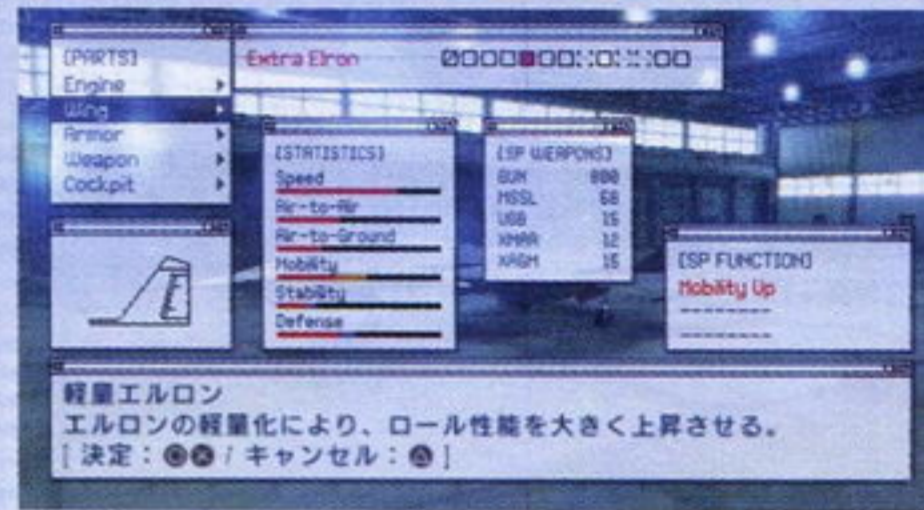 [PARTS]
Engine
Wing
Armor
Weapon
Cockpit
Extra Elron
[STATISTICS]
Speed
Air-to-Air
Air-to-Ground
Mobility
Stability
Defense
[SP WEAPONS]
GUN 800
MSSL 68
UGB 15
XMAA 12
XAGM 15
[SP FUNCTION]
Mobility Up
--------
--------
軽量エルロン
エルロンの軽量化により、ロール性能を大きく上昇させる。
[ 決定:◎⊗ / キャンセル:△ ]